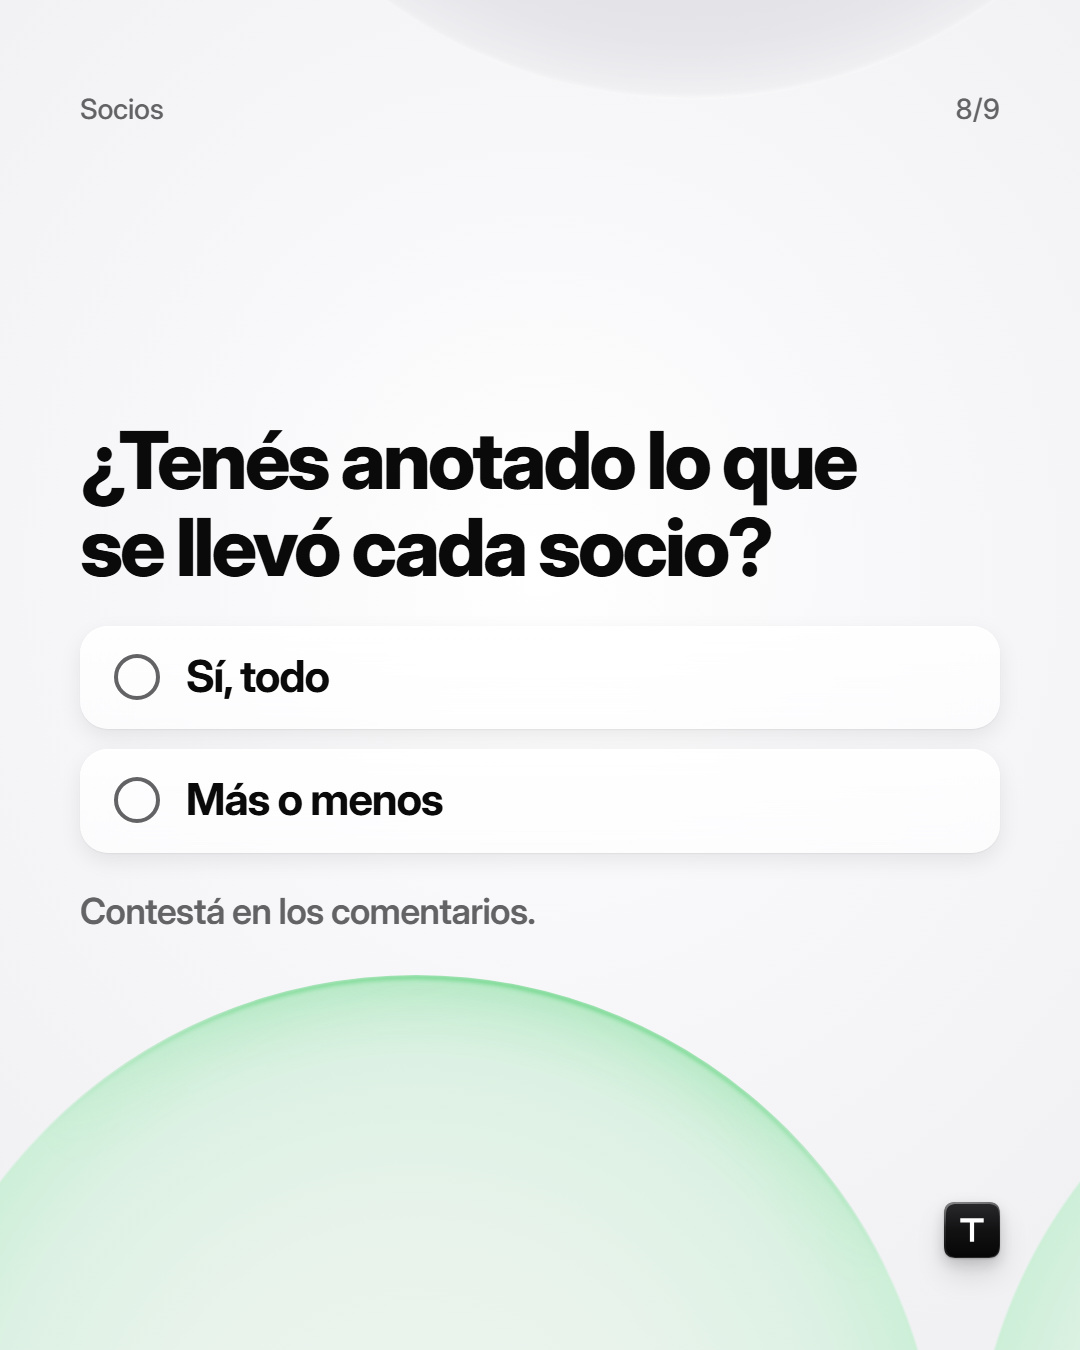 Socios
8/9
¿Tenés anotado lo que
se llevó cada socio?
Sí, todo
Más o menos
Contestá en los comentarios.
T